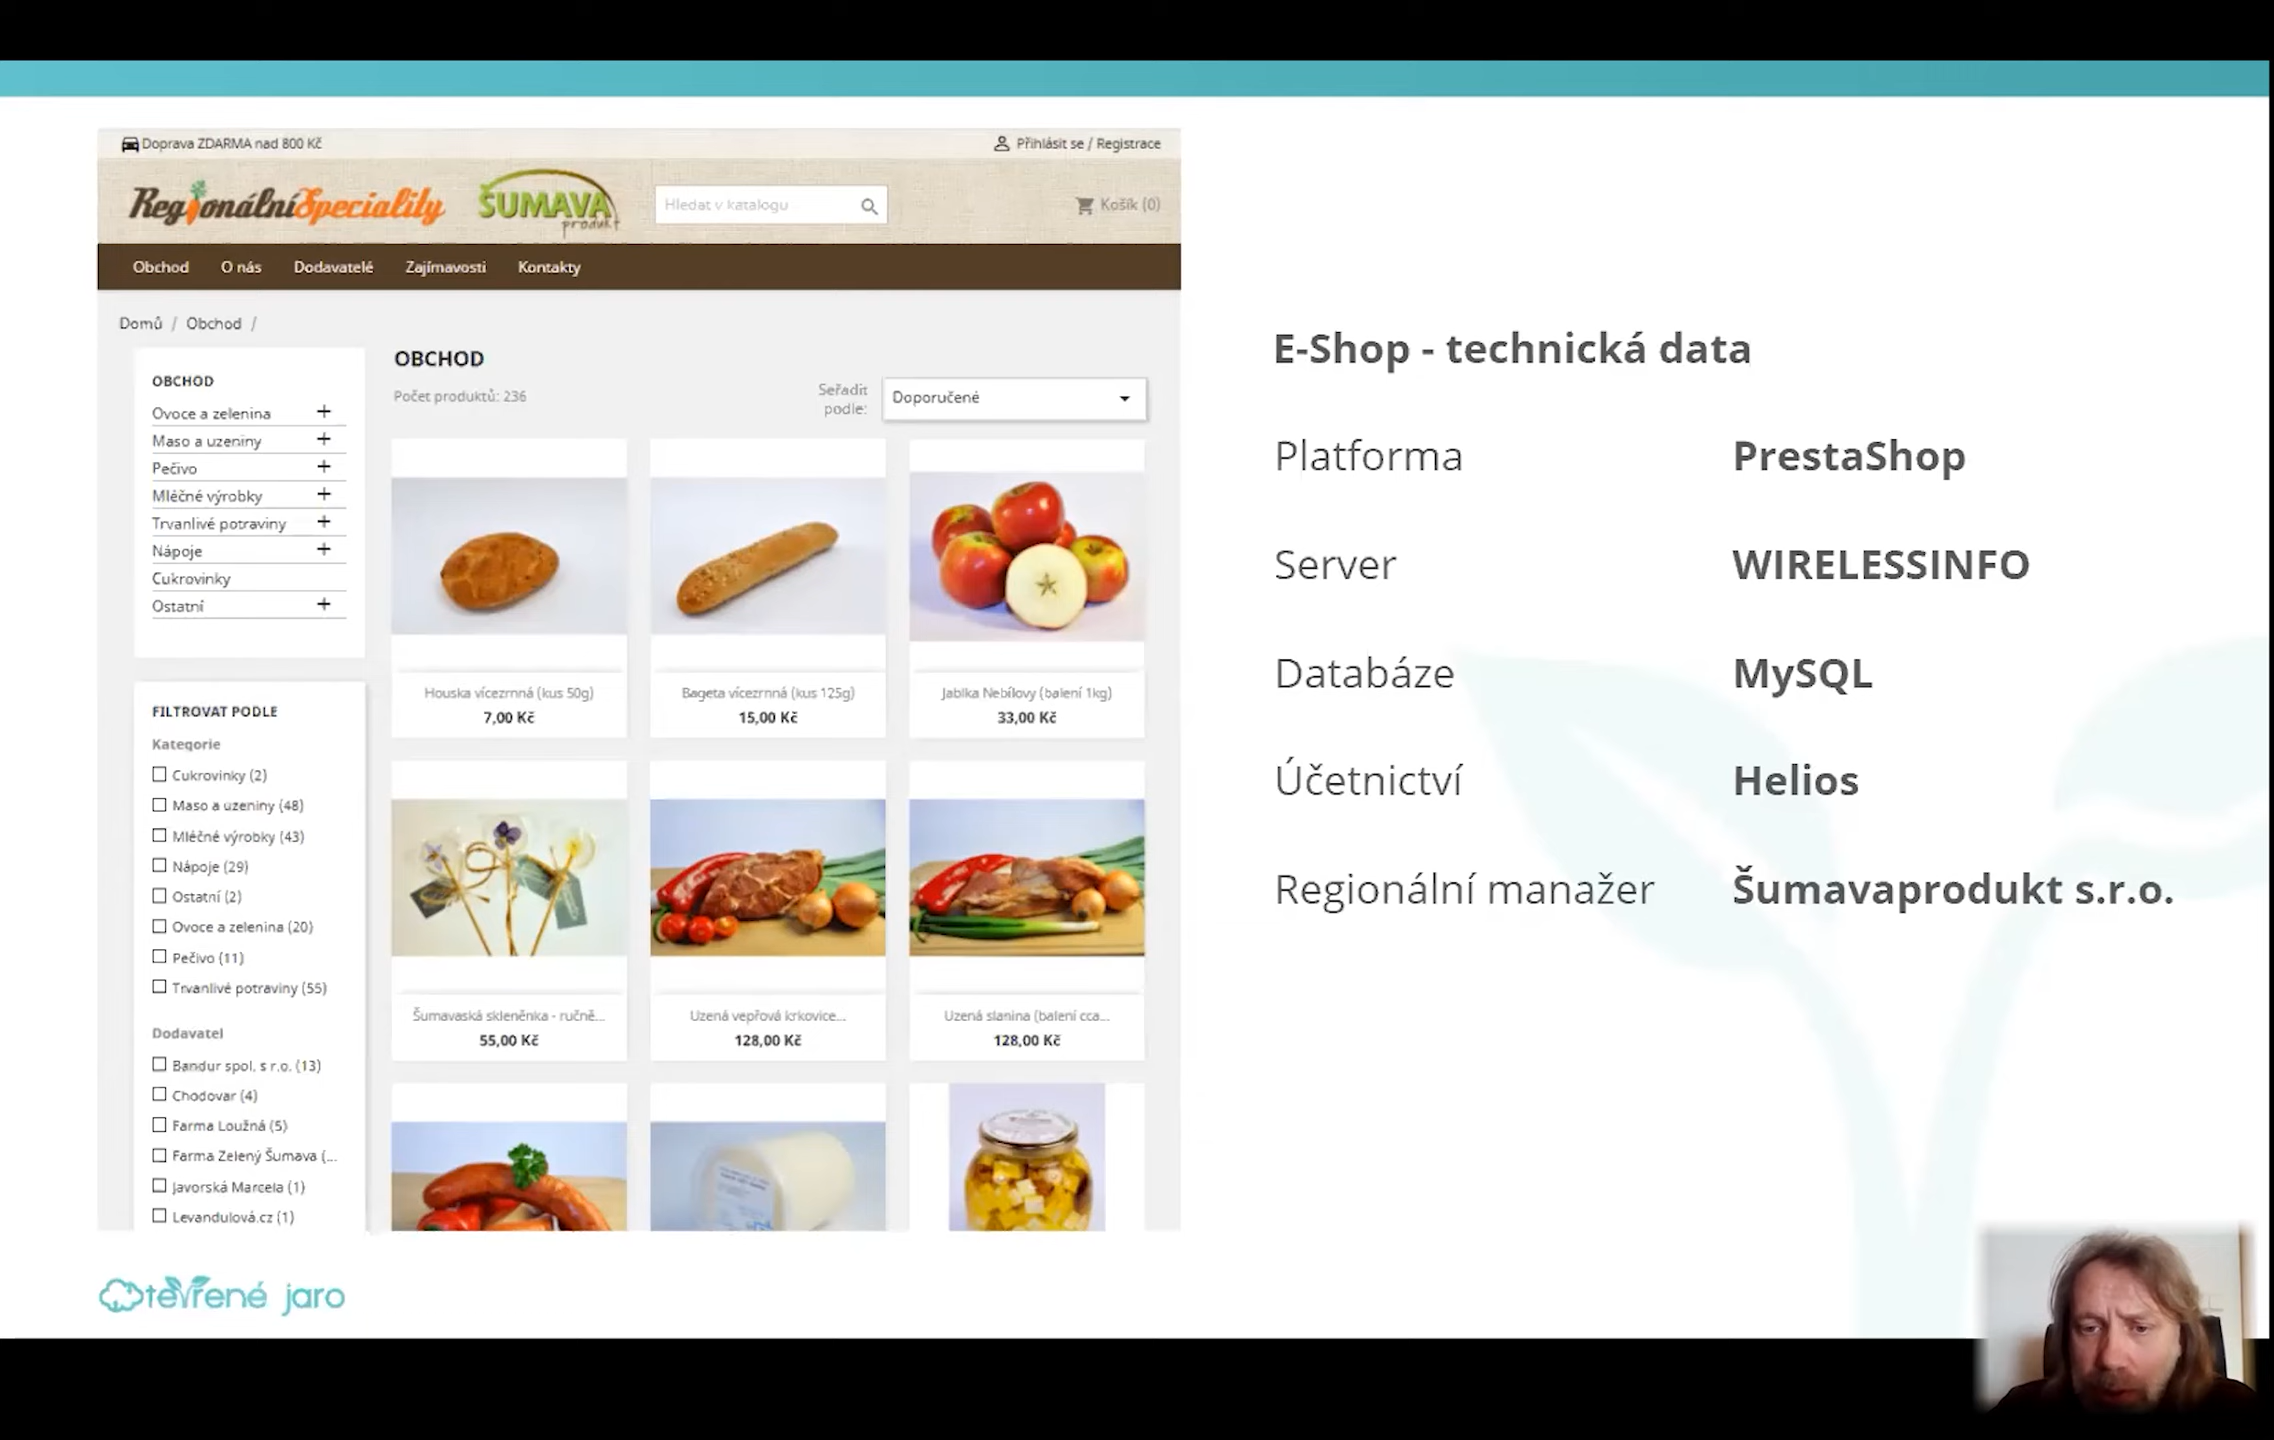 Doprava ZDARMA nad 800 Kč
Přihlásit se / Registrace
RegionálníSpeciality
ŠUMAVA
produkt
Hledat v katalogu
Košík (0)
Obchod O nás Dodavatelé Zajímavosti Kontakty
Domů / Obchod /
OBCHOD
Ovoce a zelenina +
Maso a uzeniny +
Pečivo +
Mléčné výrobky +
Trvanlivé potraviny +
Nápoje +
Cukrovinky
Ostatní +
FILTROVAT PODLE
Kategorie
Cukrovinky (2)
Maso a uzeniny (48)
Mléčné výrobky (43)
Nápoje (29)
Ostatní (2)
Ovoce a zelenina (20)
Pečivo (11)
Trvanlivé potraviny (55)
Dodavatel
Bandur spol. s r.o. (13)
Chodovar (4)
Farma Loužná (5)
Farma Zelený Šumava (...
Javorská Marcela (1)
Levandulová.cz (1)
OBCHOD
Počet produktů: 236
Seřadit
podle:
Doporučené
Houska vícezrnná (kus 50g)
7,00 Kč
Bageta vícezrnná (kus 125g)
15,00 Kč
Jablka Nebílovy (balení 1kg)
33,00 Kč
Šumavaská skleněnka - ručně...
55,00 Kč
Uzená vepřová krkovice...
128,00 Kč
Uzená slanina (balení cca...
128,00 Kč
E-Shop - technická data
Platforma PrestaShop
Server WIRELESSINFO
Databáze MySQL
Účetnictví Helios
Regionální manažer Šumavaprodukt s.r.o.
otevřené jaro